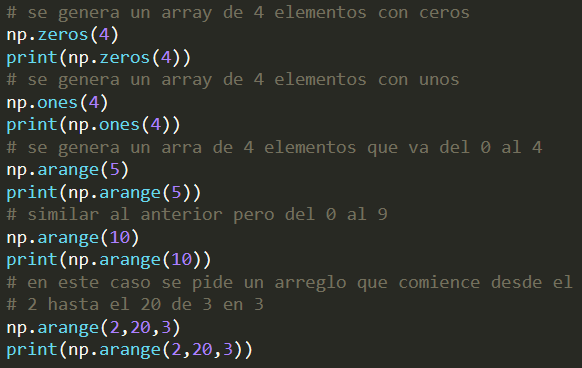 # se genera un array de 4 elementos con ceros
np.zeros(4)
print(np.zeros(4))
# se genera un array de 4 elementos con unos
np.ones(4)
print(np.ones(4))
# se genera un arra de 4 elementos que va del 0 al 4
np.arange(5)
print(np.arange(5))
# similar al anterior pero del 0 al 9
np.arange(10)
print(np.arange(10))
# en este caso se pide un arreglo que comience desde el
# 2 hasta el 20 de 3 en 3
np.arange(2,20,3)
print(np.arange(2,20,3))